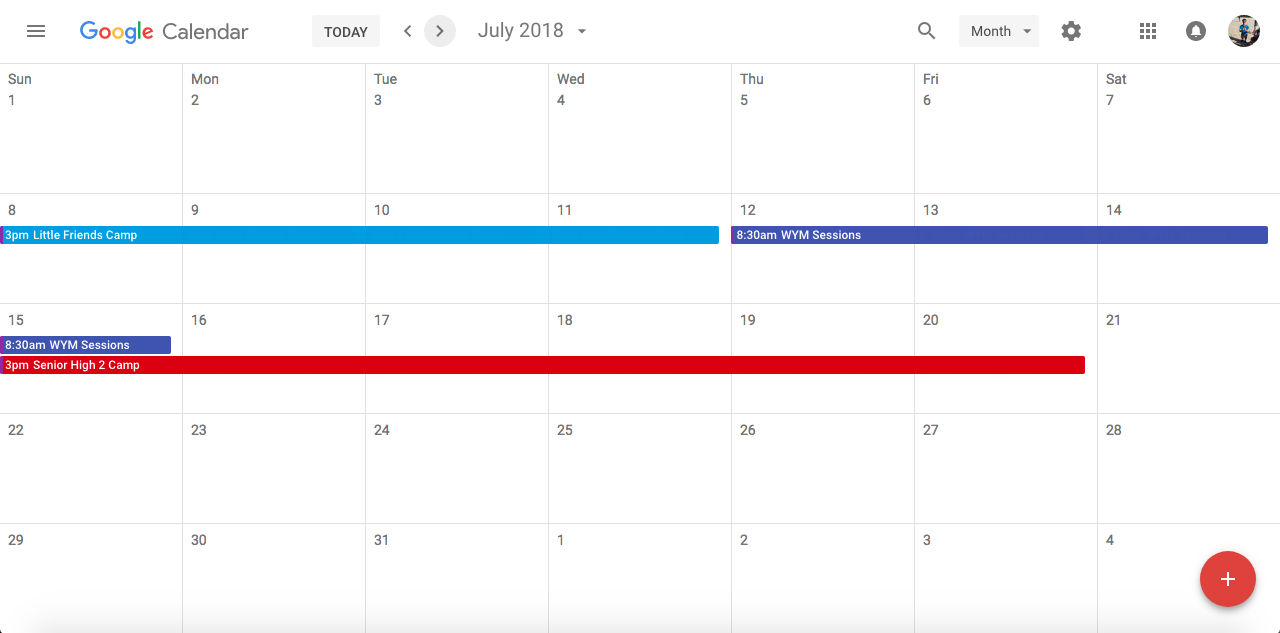 Google Calendar TODAY July 2018 Month
Sun Mon Tue Wed Thu Fri Sat
1 2 3 4 5 6 7
8 9 10 11 12 13 14
3pm Little Friends Camp 8:30am WYM Sessions
15 16 17 18 19 20 21
8:30am WYM Sessions
3pm Senior High 2 Camp
22 23 24 25 26 27 28
29 30 31 1 2 3 4